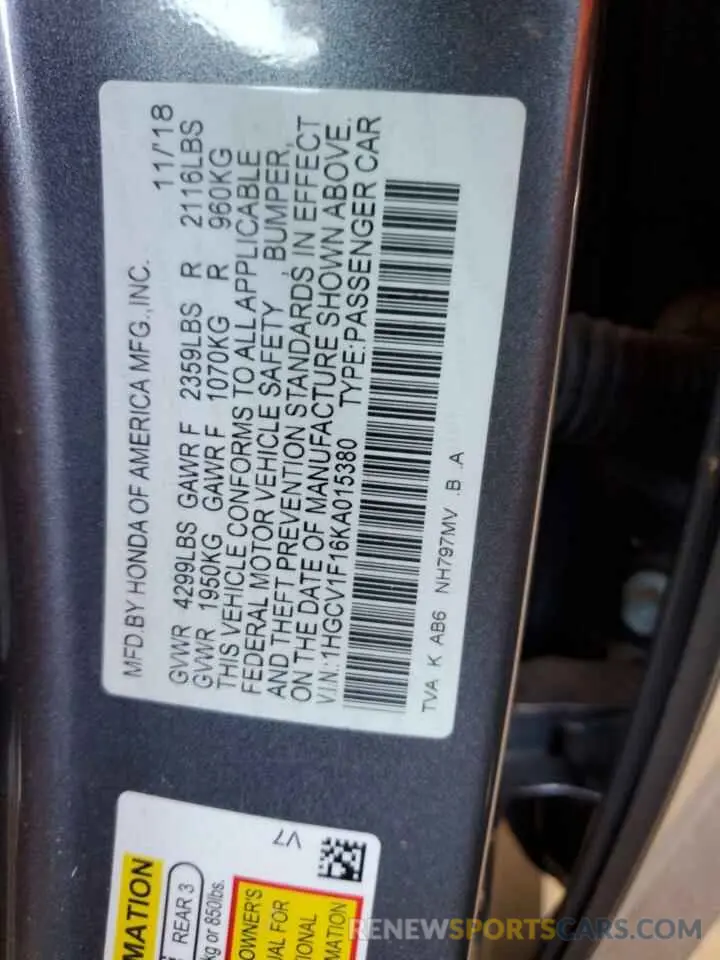 MFD.BY HONDA OF AMERICA MFG.,INC. 11/'18
GVWR 4299LBS GAWR F 2359LBS R 2116LBS
GVWR 1950KG GAWR F 1070KG R 960KG
THIS VEHICLE CONFORMS TO ALL APPLICABLE
FEDERAL MOTOR VEHICLE SAFETY , BUMPER,
AND THEFT PREVENTION STANDARDS IN EFFECT
ON THE DATE OF MANUFACTURE SHOWN ABOVE.
V.I.N.:1HGCV1F16KA015380 TYPE:PASSENGER CAR
TVA K AB6 NH797MV .B .A
V7
MATION
REAR 3
kg or 850lbs.
OWNER'S
UAL FOR
TIONAL
MATION
RENEWSPORTSCARS.COM